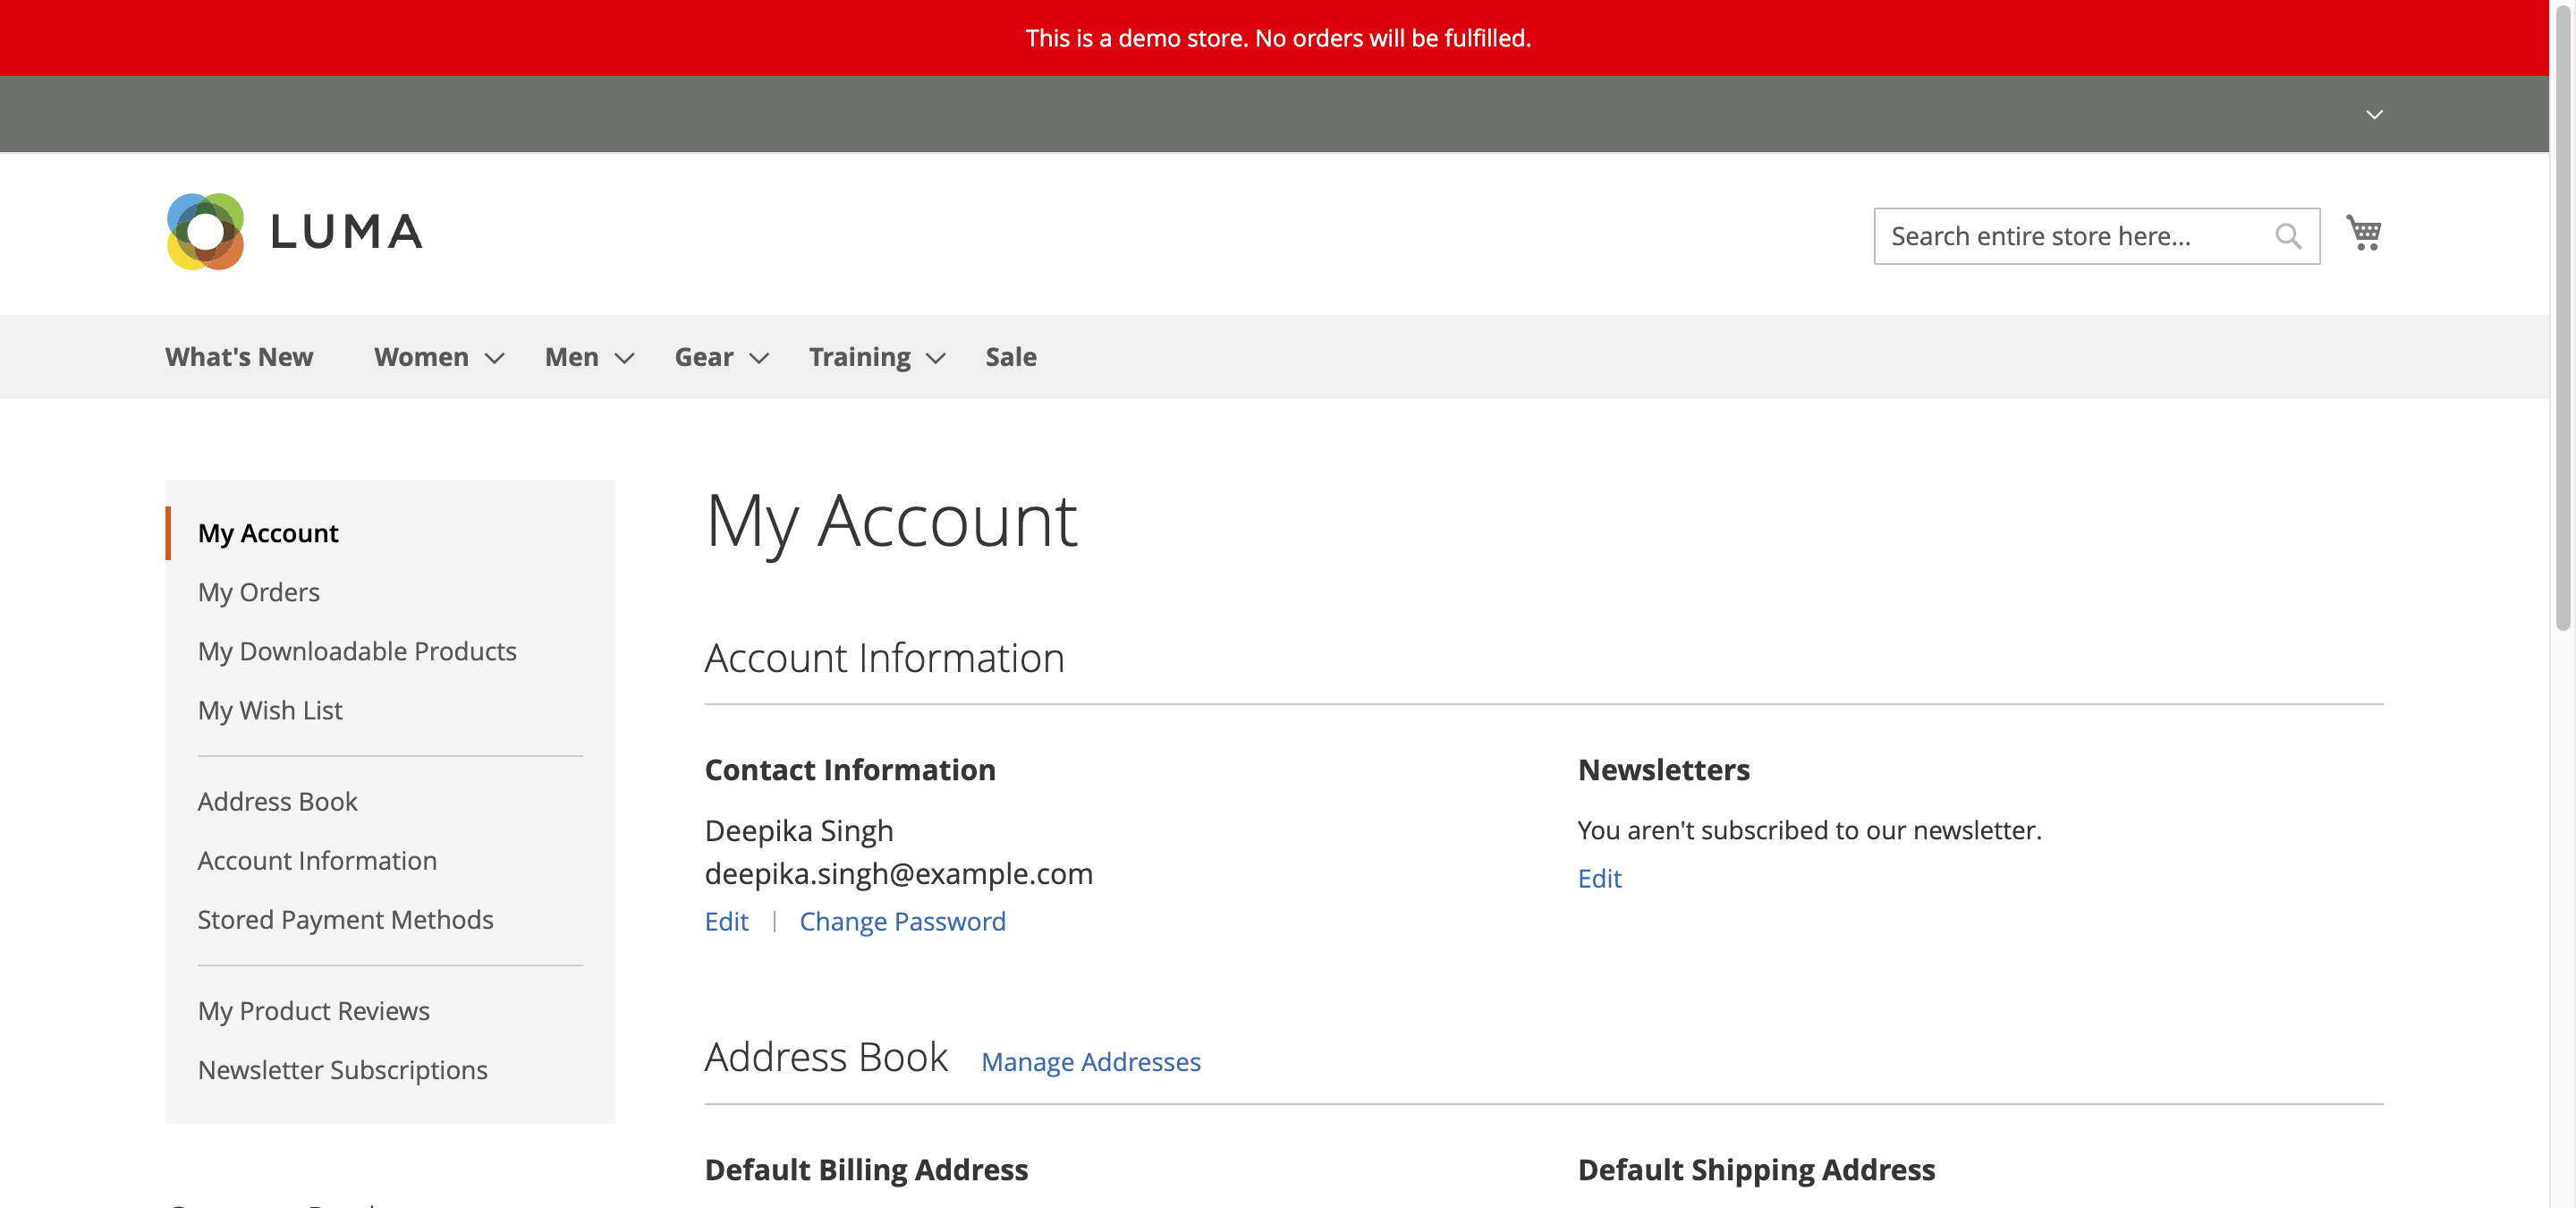 This is a demo store. No orders will be fulfilled.
LUMA
Search entire store here...
What's New Women Men Gear Training Sale
My Account
My Orders
My Downloadable Products
My Wish List
Address Book
Account Information
Stored Payment Methods
My Product Reviews
Newsletter Subscriptions
My Account
Account Information
Contact Information
Deepika Singh
deepika.singh@example.com
Edit | Change Password
Newsletters
You aren't subscribed to our newsletter.
Edit
Address Book Manage Addresses
Default Billing Address
Default Shipping Address